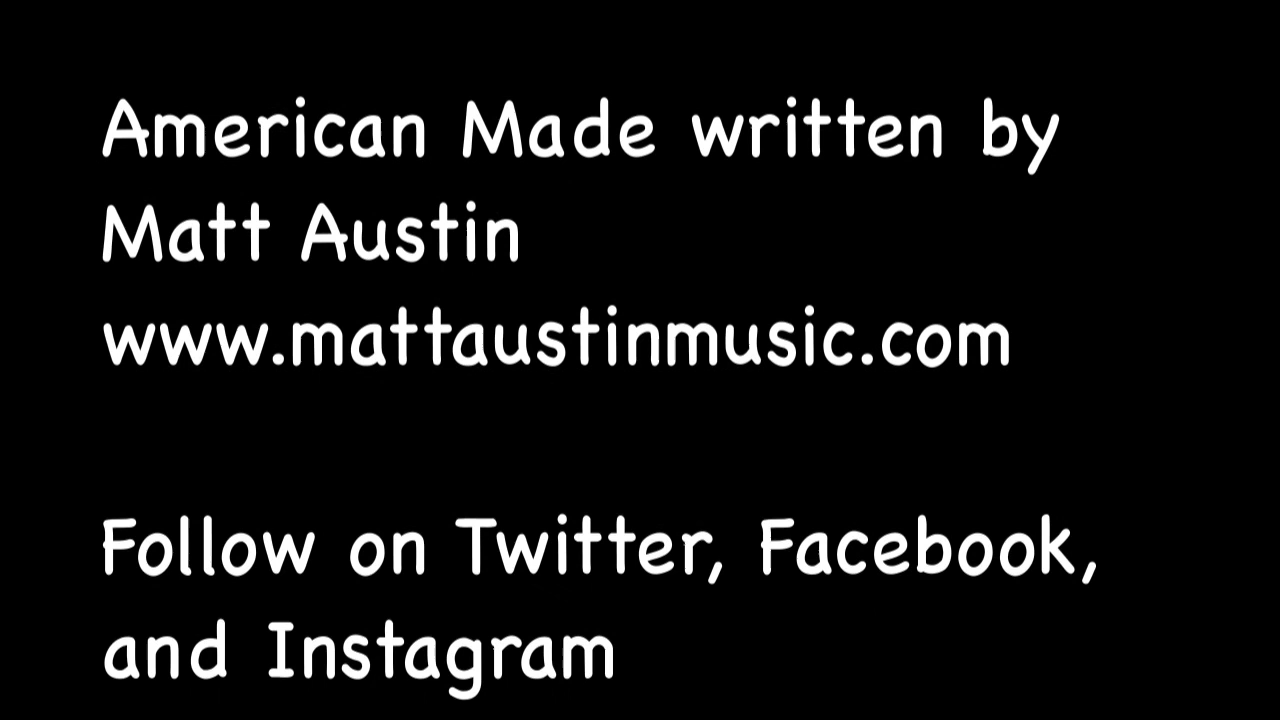 American Made written by
Matt Austin
www.mattaustinmusic.com
Follow on Twitter, Facebook,
and Instagram